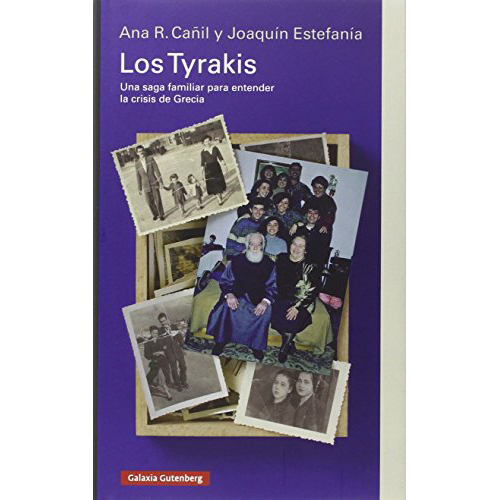 Ana R. Cañil y Joaquín Estefanía
Los Tyrakis
Una saga familiar para entender
la crisis de Grecia
Galaxia Gutenberg